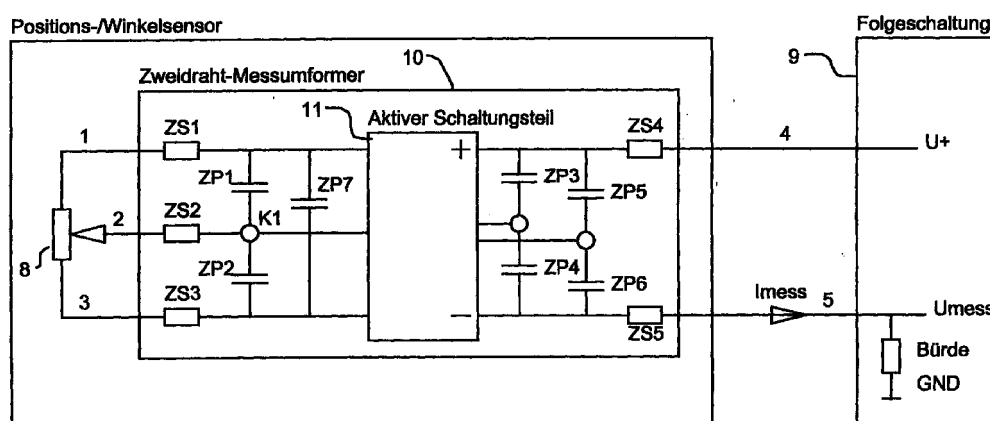 Positions-/Winkelsensor
Folgeschaltung
10
9
Zweidraht-Messumformer
11
Aktiver Schaltungsteil
1
ZS1
+
ZS4
4
U+
ZP1
ZP7
ZP3
ZP5
2
ZS2
K1
8
ZP2
ZP4
ZP6
3
ZS3
−
ZS5
Imess
5
Umess
Bürde
GND